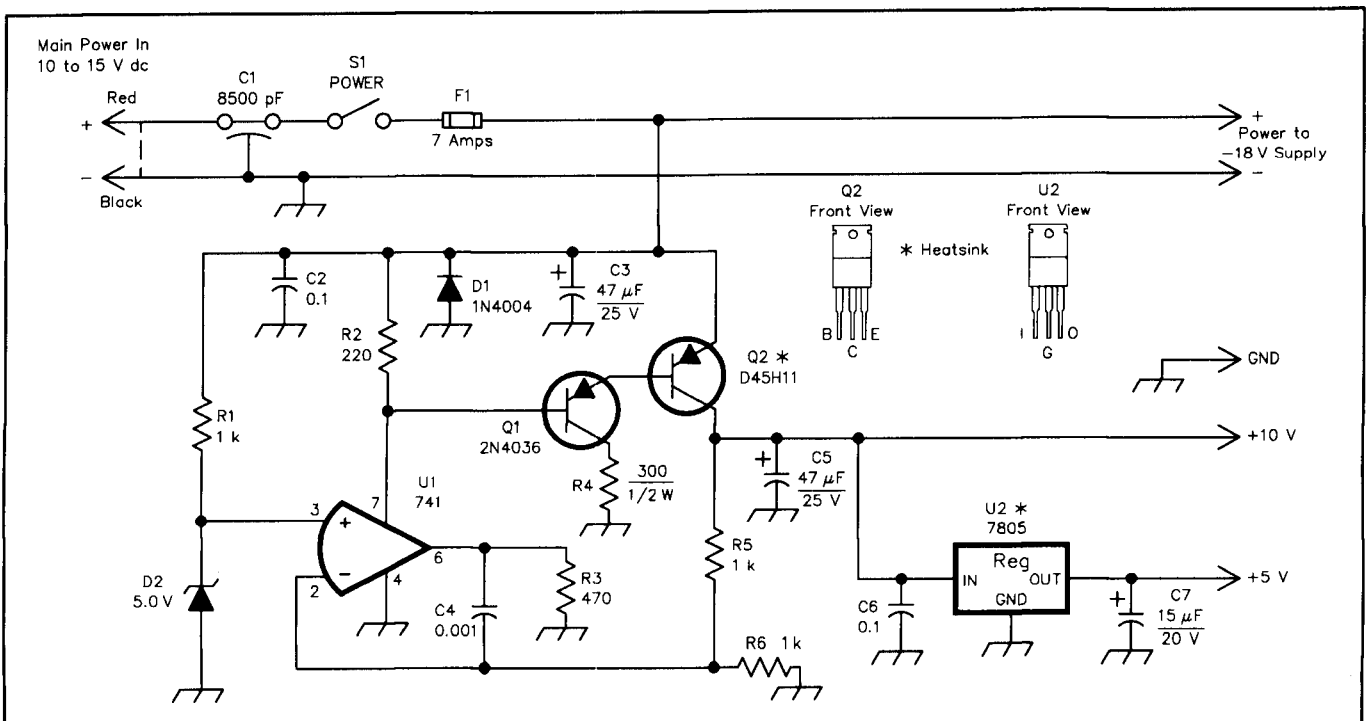 Main Power In
10 to 15 V dc
Red
+
-
Black
C1
8500 pF
S1
POWER
F1
7 Amps
+
Power to
-18 V Supply
-
Q2
Front View
B
C
E
* Heatsink
U2
Front View
I
G
O
C2
0.1
R2
220
D1
1N4004
+
C3
47 µF
25 V
Q2 *
D45H11
GND
R1
1 k
Q1
2N4036
R4
300
1/2 W
+10 V
+
C5
47 µF
25 V
U1
741
3
+
7
6
-
2
4
D2
5.0 V
C4
0.001
R3
470
R5
1 k
R6 1k
U2 *
7805
Reg
IN
OUT
GND
C6
0.1
+5 V
+
C7
15 µF
20 V